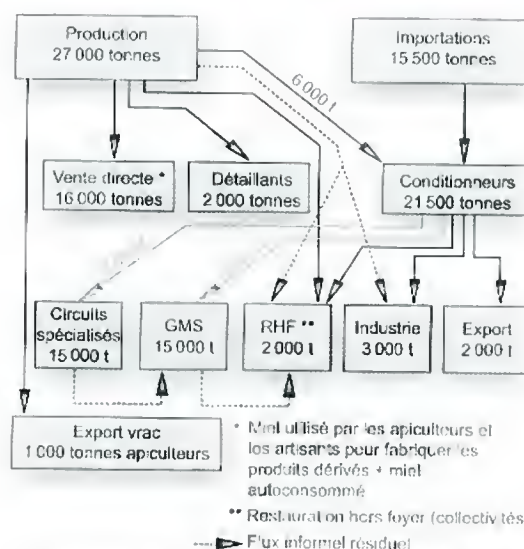 Production
27 000 tonnes
Importations
15 500 tonnes
6 000 t
Vente directe *
16 000 tonnes
Détaillants
2 000 tonnes
Conditionneurs
21 500 tonnes
Circuits
spécialisés
15 000 t
GMS
15 000 t
RHF **
2 000 t
Industrie
3 000 t
Export
2 000 t
Export vrac
1 000 tonnes apiculteurs
* Miel utilisé par les apiculteurs et
les artisants pour fabriquer les
produits dérivés + miel
autoconsommé
** Restauration hors foyer (collectivités
Flux informel résiduel